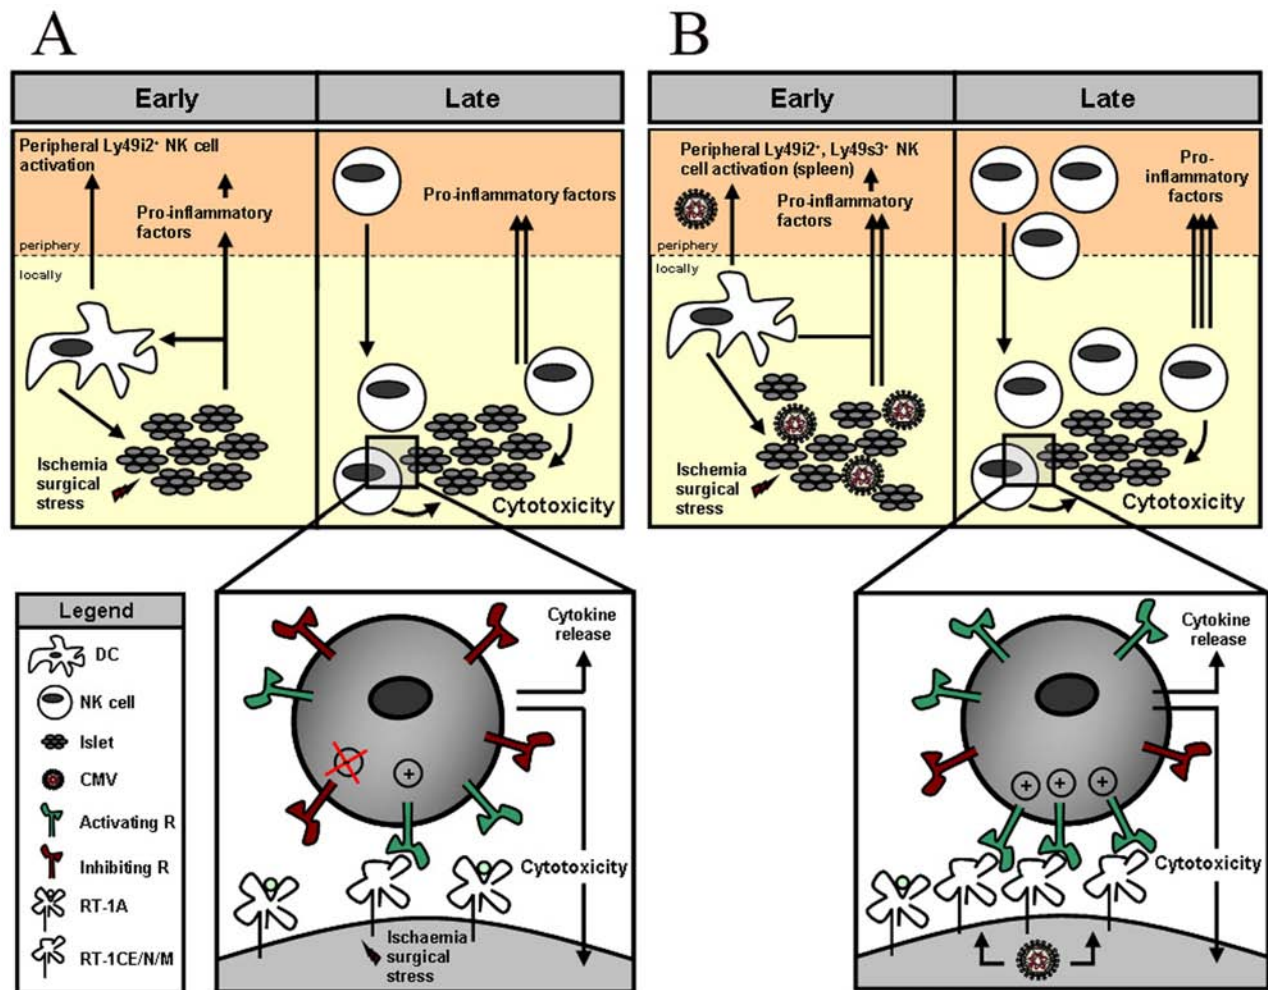 A
Early
Late
Peripheral Ly49i2+ NK cell
activation
Pro-inflammatory
factors
Pro-inflammatory factors
periphery
locally
Ischemia
surgical
stress
Cytotoxicity
B
Early
Late
Peripheral Ly49i2+, Ly49s3+ NK
cell activation (spleen)
Pro-inflammatory
factors
Pro-
inflammatory
factors
periphery
locally
Ischemia
surgical
stress
Cytotoxicity
Legend
DC
NK cell
Islet
CMV
Activating R
Inhibiting R
RT-1A
RT-1CE/N/M
Cytokine
release
+
Cytotoxicity
Ischaemia
surgical
stress
Cytokine
release
+ + +
Cytotoxicity